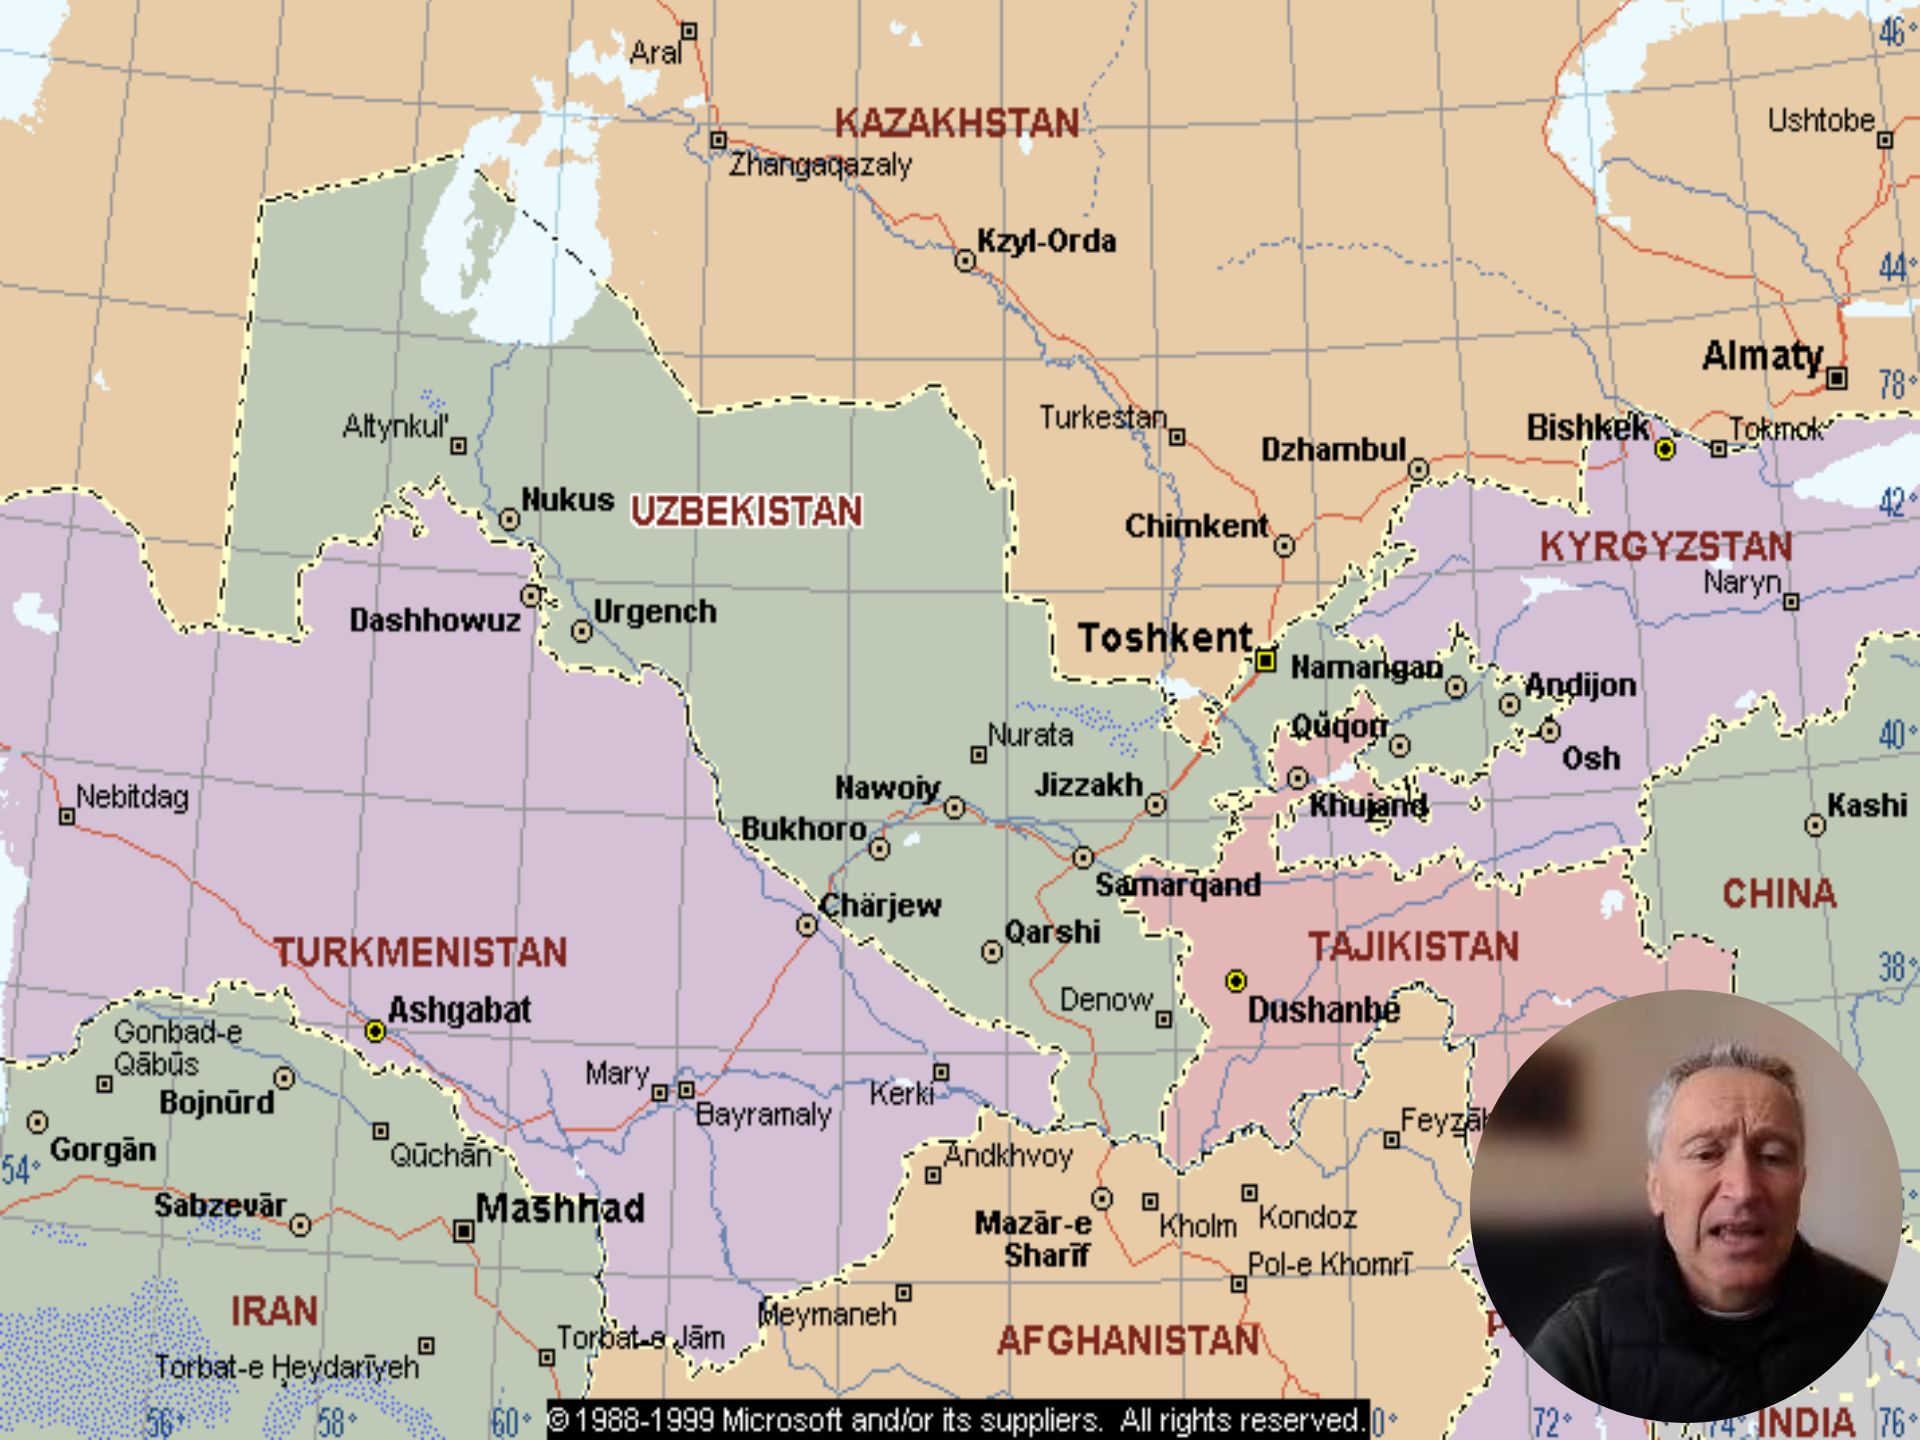 46°
Aral
KAZAKHSTAN
Ushtobe
Zhangaqazaly
Kzyl-Orda
44°
Almaty
78°
Altynkul'
Turkestan
Dzhambul
Bishkek
Tokmok
Nukus
UZBEKISTAN
Chimkent
42°
KYRGYZSTAN
Naryn
Dashhowuz
Urgench
Toshkent
Namangan
Andijon
Qŭqon
Osh
40°
Nurata
Nebitdag
Nawoiy
Jizzakh
Khujand
Kashi
Bukhoro
Samarqand
CHINA
Chärjew
Qarshi
TURKMENISTAN
TAJIKISTAN
38°
Ashgabat
Denow
Dushanbe
Gonbad-e
Qābūs
Mary
Kerki
Bojnūrd
Bayramaly
Gorgān
Qūchān
Andkhvoy
54°
Sabzevār
Mashhad
Mazār-e
Sharīf
Kholm
Kondoz
Pol-e Khomrī
IRAN
Meymaneh
AFGHANISTAN
Torbat-e Jām
Torbat-e Ḥeydarīyeh
56°
58°
60°
© 1988-1999 Microsoft and/or its suppliers. All rights reserved.
72°
74°
INDIA
76°